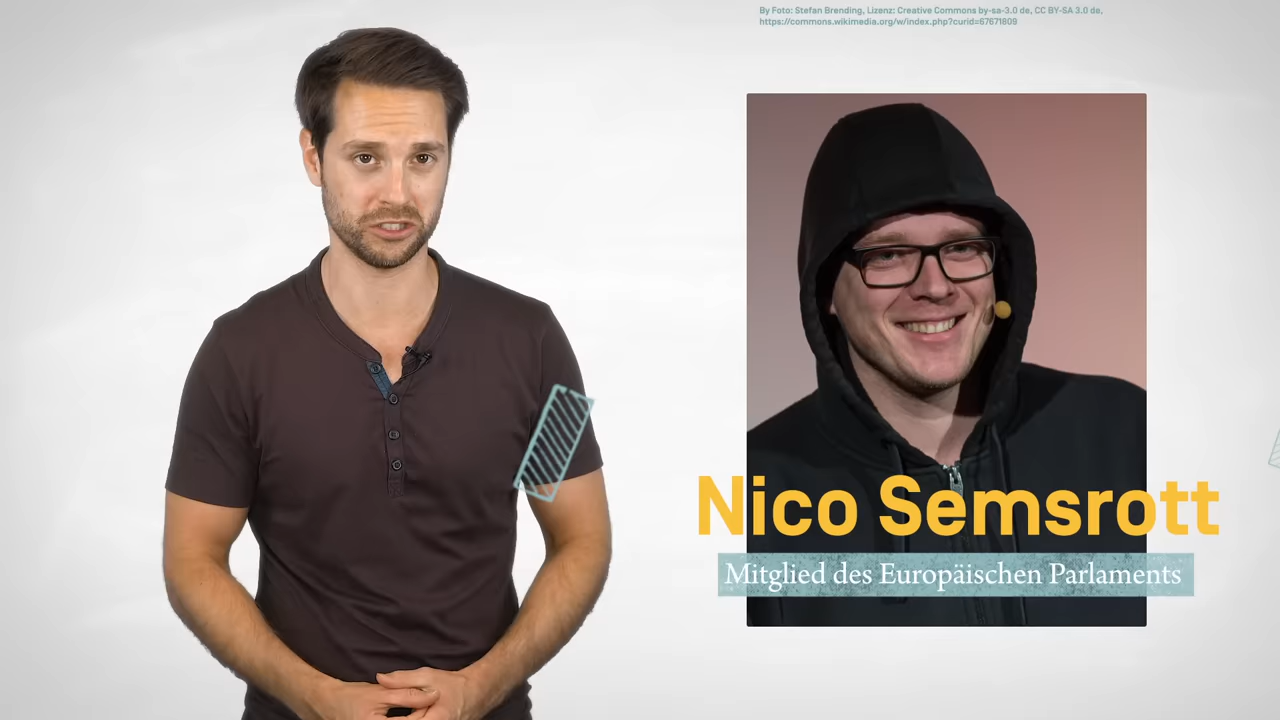 By Foto: Stefan Brending, Lizenz: Creative Commons by-sa-3.0 de, CC BY-SA 3.0 de,
https://commons.wikimedia.org/w/index.php?curid=67671809
Nico Semsrott
Mitglied des Europäischen Parlaments